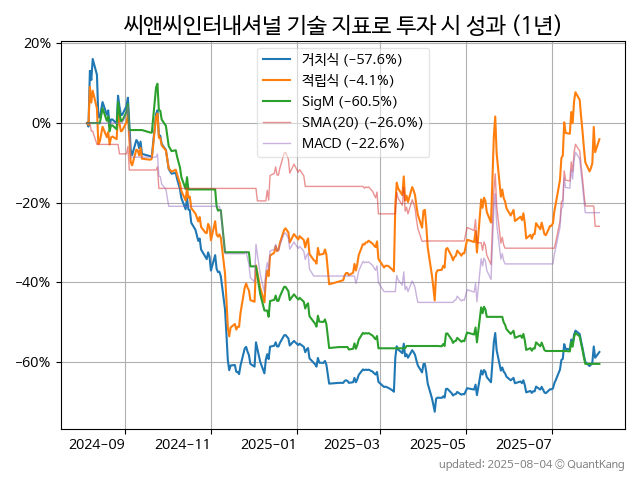 씨앤씨인터내셔널 기술 지표로 투자 시 성과 (1년)
20%
0%
−20%
−40%
−60%
거치식 (−57.6%)
적립식 (−4.1%)
SigM (−60.5%)
SMA(20) (−26.0%)
MACD (−22.6%)
2024-09
2024-11
2025-01
2025-03
2025-05
2025-07
updated: 2025-08-04 © QuantKang